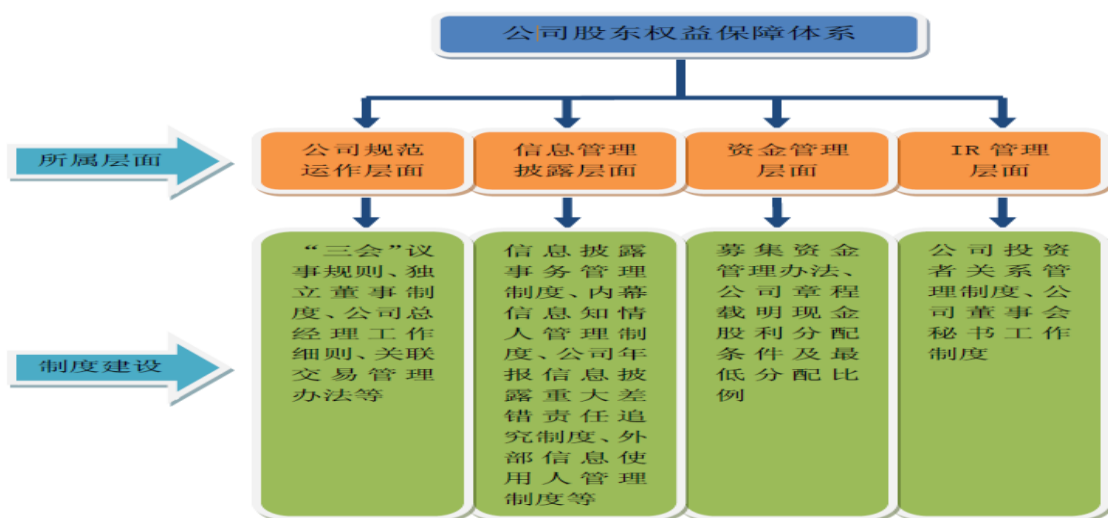 公司股东权益保障体系
所属层面
公司规范
运作层面
信息管理
披露层面
资金管理
层面
IR 管理
层面
制度建设
“三会”议
事规则、独
立董事制
度、公司总
经理工作
细则、关联
交易管理
办法等
信息披露
事务管理
制度、内幕
信息知情
人管理制
度、公司年
报信息披
露重大差
错责任追
究制度、外
部信息使
用人管理
制度等
募集资金
管理办法、
公司章程
载明现金
股利分配
条件及最
低分配比
例
公司投资
者关系管
理制度、公
司董事会
秘书工作
制度